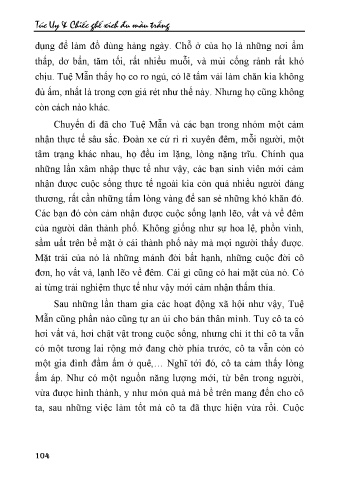 Túc Uy & Chiếc ghế xích đu màu trắng
dụng để làm đồ dùng hàng ngày. Chỗ ở của họ là những nơi ẩm
thấp, dơ bẩn, tăm tối, rất nhiều muỗi, và mùi cống rãnh rất khó
chịu. Tuệ Mẫn thấy họ co ro ngủ, có lẽ tấm vải làm chăn kia không
đủ ấm, nhất là trong cơn giá rét như thế này. Nhưng họ cũng không
còn cách nào khác.
Chuyến đi đã cho Tuệ Mẫn và các bạn trong nhóm một cảm
nhận thực tế sâu sắc. Đoàn xe cứ rì rì xuyên đêm, mỗi người, một
tâm trạng khác nhau, họ đều im lặng, lòng nặng trĩu. Chính qua
những lần xâm nhập thực tế như vậy, các bạn sinh viên mới cảm
nhận được cuộc sống thực tế ngoài kia còn quá nhiều người đáng
thương, rất cần những tấm lòng vàng để san sẻ những khó khăn đó.
Các bạn đó còn cảm nhận được cuộc sống lạnh lẽo, vất vả về đêm
của người dân thành phố. Không giống như sự hoa lệ, phồn vinh,
sầm uất trên bề mặt ở cái thành phố này mà mọi người thấy được.
Mặt trái của nó là những mảnh đời bất hạnh, những cuộc đời cô
đơn, họ vất vả, lạnh lẽo về đêm. Cái gì cũng có hai mặt của nó. Có
ai từng trải nghiệm thực tế như vậy mới cảm nhận thấm thía.
Sau những lần tham gia các hoạt động xã hội như vậy, Tuệ
Mẫn cũng phần nào cũng tự an ủi cho bản thân mình. Tuy cô ta có
hơi vất vả, hơi chật vật trong cuộc sống, nhưng chí ít thì cô ta vẫn
có một tương lai rộng mở đang chờ phía trước, cô ta vẫn còn có
một gia đình đầm ấm ở quê,… Nghĩ tới đó, cô ta cảm thấy lòng
ấm áp. Như có một nguồn năng lượng mới, từ bên trong người,
vừa được hình thành, y như món quà mà bề trên mang đến cho cô
ta, sau những việc làm tốt mà cô ta đã thực hiện vừa rồi. Cuộc
104